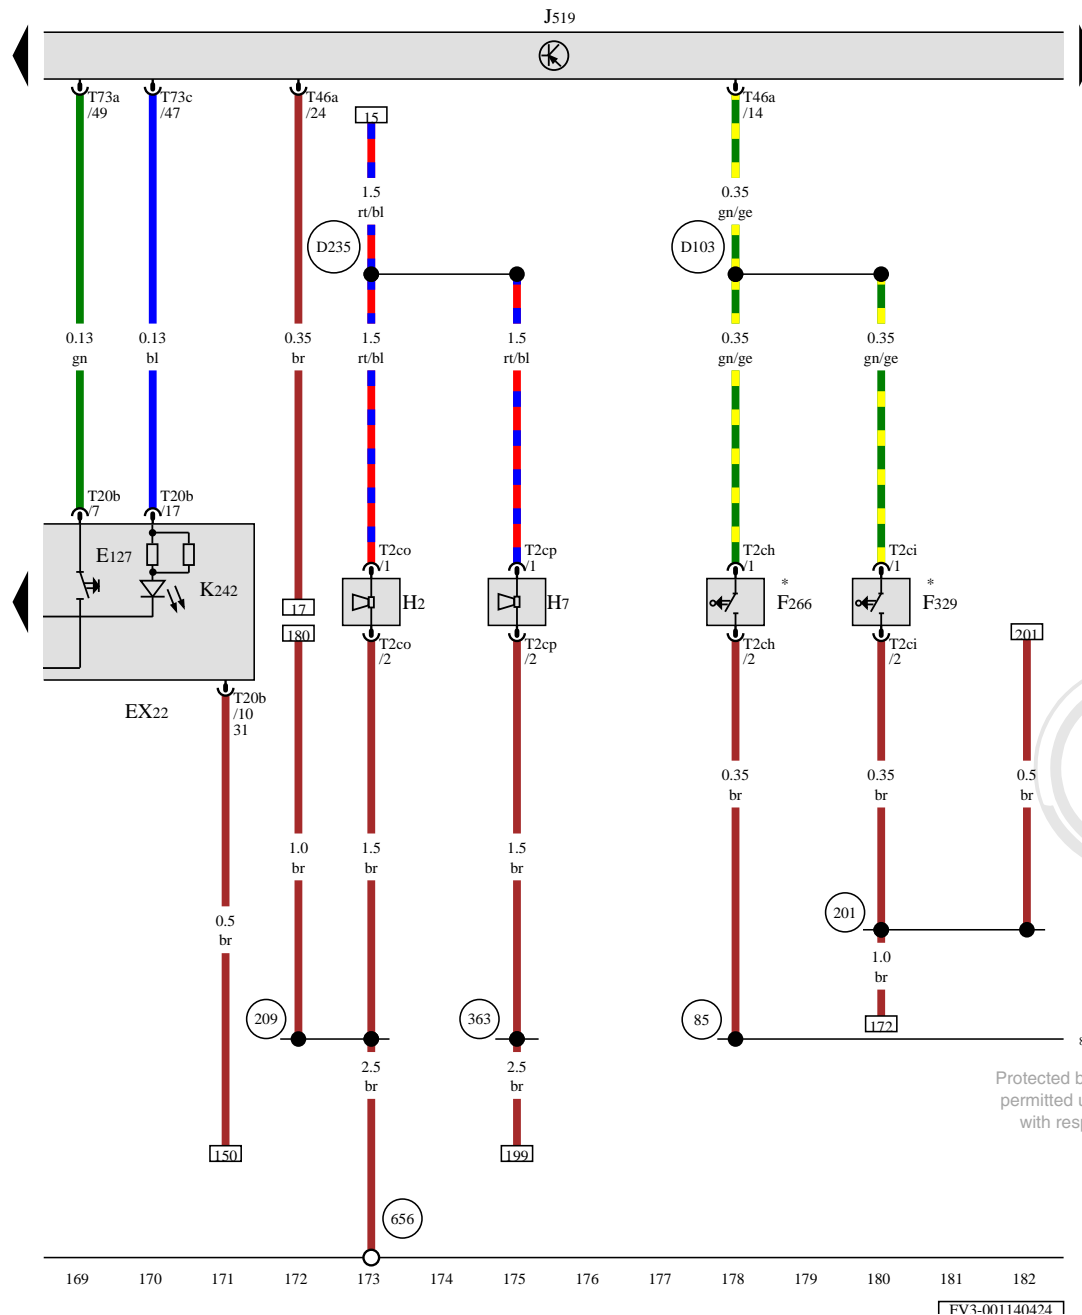 J519
T73a
/49
T73c
/47
T46a
/24
15
T46a
/14
1.5
rt/bl
0.35
gn/ge
D235
D103
0.13
gn
0.13
bl
0.35
br
1.5
rt/bl
1.5
rt/bl
0.35
gn/ge
0.35
gn/ge
T20b
/7
T20b
/17
E127
K242
T2co
/1
T2cp
/1
T2ch
/1
T2ci
/1
17
180
H2
H7
*
F266
*
F329
201
T2co
/2
T2cp
/2
T2ch
/2
T2ci
/2
EX22
T20b
/10
31
0.35
br
0.35
br
0.5
br
1.0
br
1.5
br
1.5
br
0.5
br
201
1.0
br
209
363
85
172
2.5
br
2.5
br
Protected b
permitted u
with resp
150
199
656
169 170 171 172 173 174 175 176 177 178 179 180 181 182
FV3-001140424